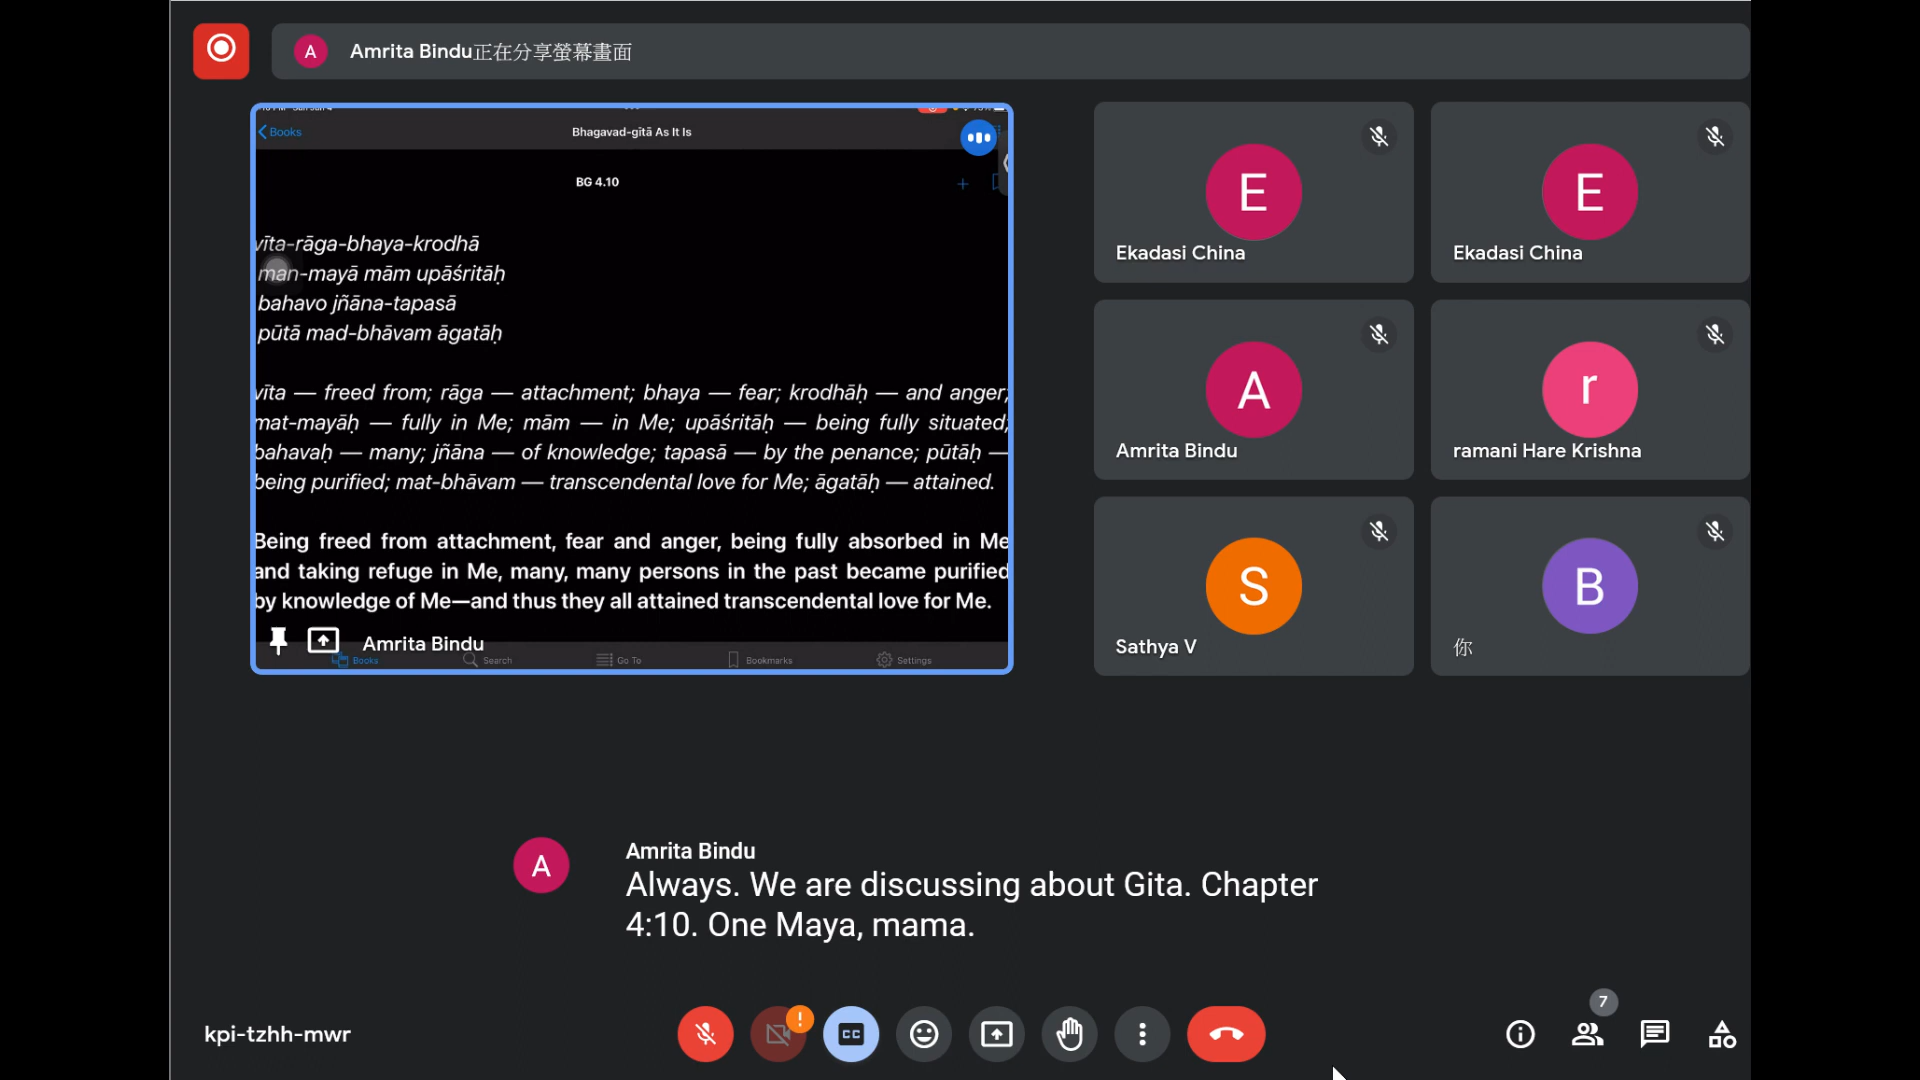 A Amrita Bindu正在分享螢幕畫面
Books
Bhagavad-gītā As It Is
BG 4.10
vīta-rāga-bhaya-krodhā
man-mayā mām upāśritāḥ
bahavo jñāna-tapasā
pūtā mad-bhāvam āgatāḥ
vīta — freed from; rāga — attachment; bhaya — fear; krodhāḥ — and anger;
mat-mayāḥ — fully in Me; mām — in Me; upāśritāḥ — being fully situated;
bahavaḥ — many; jñāna — of knowledge; tapasā — by the penance; pūtāḥ —
being purified; mat-bhāvam — transcendental love for Me; āgatāḥ — attained.
Being freed from attachment, fear and anger, being fully absorbed in Me
and taking refuge in Me, many, many persons in the past became purified
by knowledge of Me—and thus they all attained transcendental love for Me.
Amrita Bindu
Books Search Go To Bookmarks Settings
E
Ekadasi China
E
Ekadasi China
A
Amrita Bindu
r
ramani Hare Krishna
S
Sathya V
B
你
A
Amrita Bindu
Always. We are discussing about Gita. Chapter
4:10. One Maya, mama.
kpi-tzhh-mwr
!
CC
7